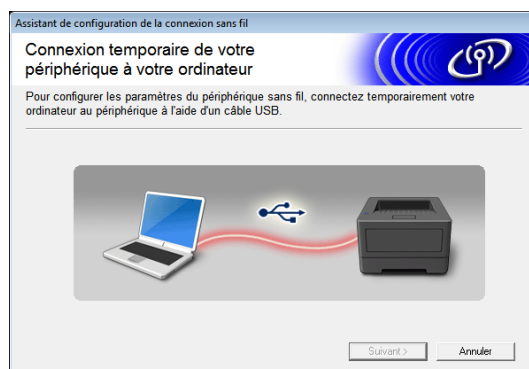 Assistant de configuration de la connexion sans fil
Connexion temporaire de votre
périphérique à votre ordinateur
Pour configurer les paramètres du périphérique sans fil, connectez temporairement votre
ordinateur au périphérique à l'aide d'un câble USB.
Suivant >
Annuler